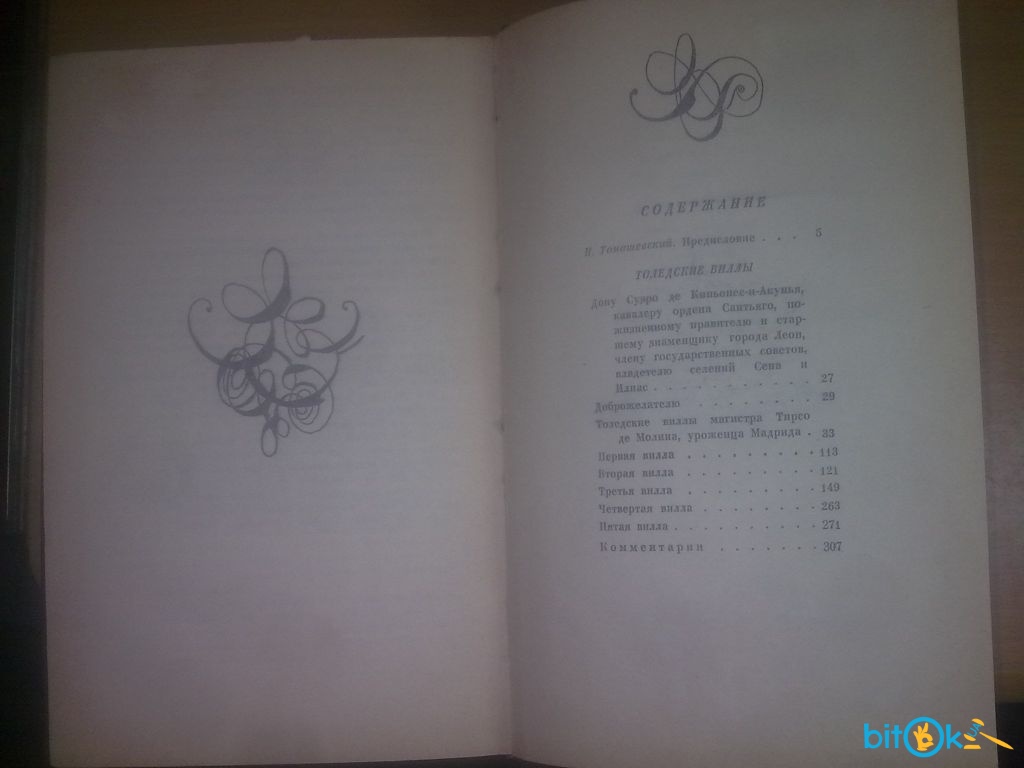 СОДЕРЖАНИЕ
Н. Томашевский. Предисловие . . . 5
ТОЛЕДСКИЕ ВИЛЛЫ
Дону Суэро де Киньонес-и-Акунья,
кавалеру ордена Сантьяго, по-
жизненному правителю и стар-
шему знаменщику города Леон,
члену государственных советов,
владетелю селений Сена и
Илиас . . . . . . . . . . 27
Доброжелателю . . . . . . . . 29
Толедские виллы магистра Тирсо
де Молина, уроженца Мадрида . 33
Первая вилла . . . . . . . . . 113
Вторая вилла . . . . . . . . . 121
Третья вилла . . . . . . . . . 149
Четвертая вилла . . . . . . . . 263
Пятая вилла . . . . . . . . . . 271
Комментарии . . . . . . . 307
bitOk.ua